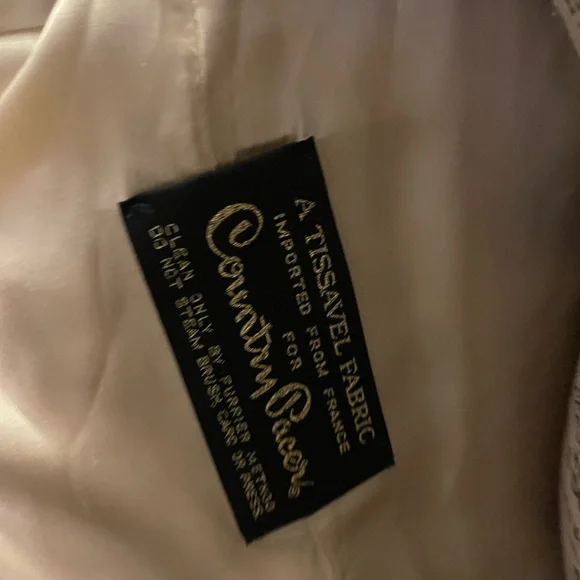 A TISSAVEL FABRIC
IMPORTED FROM FRANCE
FOR
Country Pacer's
CLEAN ONLY BY FURRIER METHOD
DO NOT STEAM BRUSH CARD OR PRESS